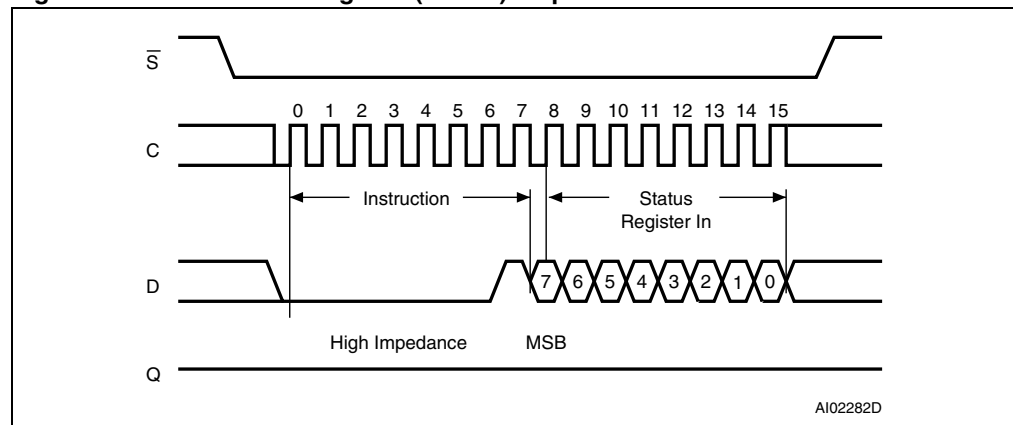 S
0 1 2 3 4 5 6 7 8 9 10 11 12 13 14 15
C
Instruction
Status
Register In
D
7 6 5 4 3 2 1 0
High Impedance
MSB
Q
AI02282D